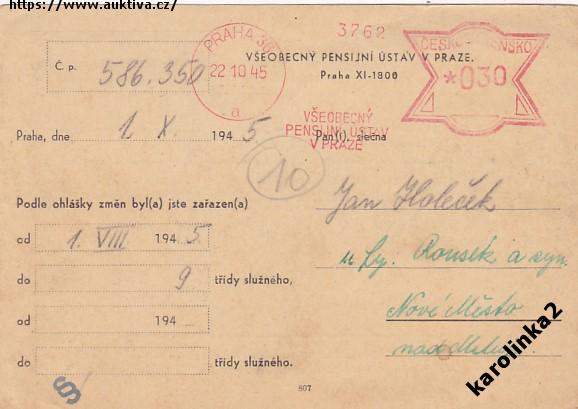 https://www.auktiva.cz/
3762
PRAHA 38
22 10 45
a
ČESKOSLOVENSKO
*030
VŠEOBECNÝ PENSIJNÍ ÚSTAV V PRAZE.
Praha XI-1800
Č. p. 586.350
VŠEOBECNÝ
PENSIJNÍ ÚSTAV
V PRAZE
Praha, dne 1. X. 194 5
Pan(í), slečna
10
Jan Holeček
Podle ohlášky změn byl(a) jste zařazen(a)
od 1. VIII. 194 5.
u fy. Rousek a syn.
do 9 třídy služného,
Nové Město
od 194
nad
do třídy služného.
807
karolinka2